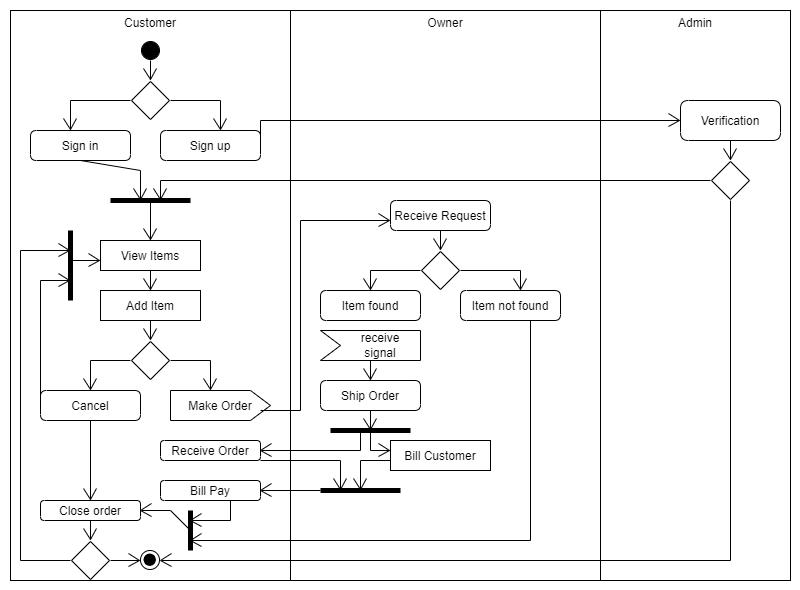 Customer
Owner
Admin
Sign in
Sign up
Verification
View Items
Receive Request
Add Item
Item found
Item not found
receive
signal
Cancel
Make Order
Ship Order
Receive Order
Bill Customer
Bill Pay
Close order